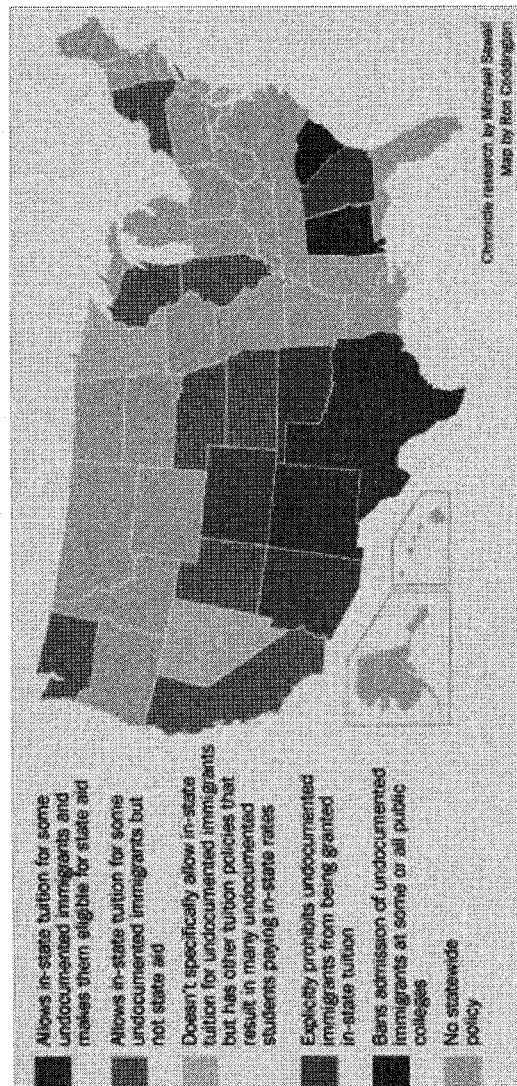 Allows in-state tuition for some
undocumented immigrants and
makes them eligible for state aid
Allows in-state tuition for some
undocumented immigrants but
not state aid
Doesn't specifically allow in-state
tuition for undocumented immigrants
but has other tuition policies that
result in many undocumented
students paying in-state rates
Explicitly prohibits undocumented
immigrants from being granted
in-state tuition
Bans admission of undocumented
immigrants at some or all public
colleges
No statewide
policy
Chronicle research by Michael Sewall
Map by Ron Coddington